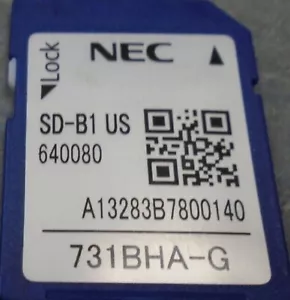 Lock NEC
SD-B1 US
640080
A13283B7800140
731BHA-G